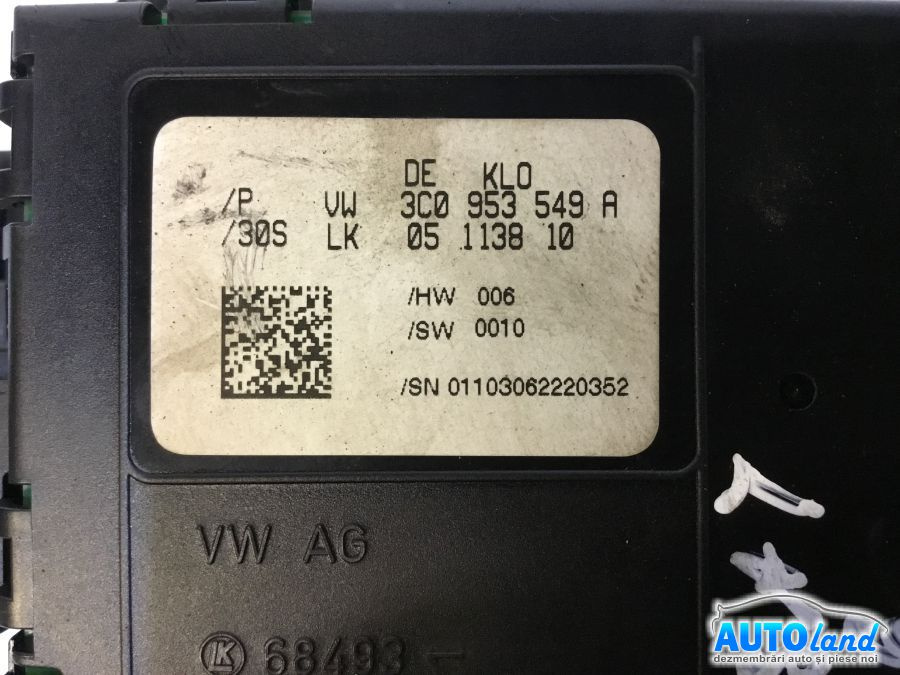 DE KLO
/P VW 3C0 953 549 A
/30S LK 05 1138 10
/HW 006
/SW 0010
/SN 01103062220352
VW AG
LK 68493
AUTOland
dezmembrări auto și piese noi